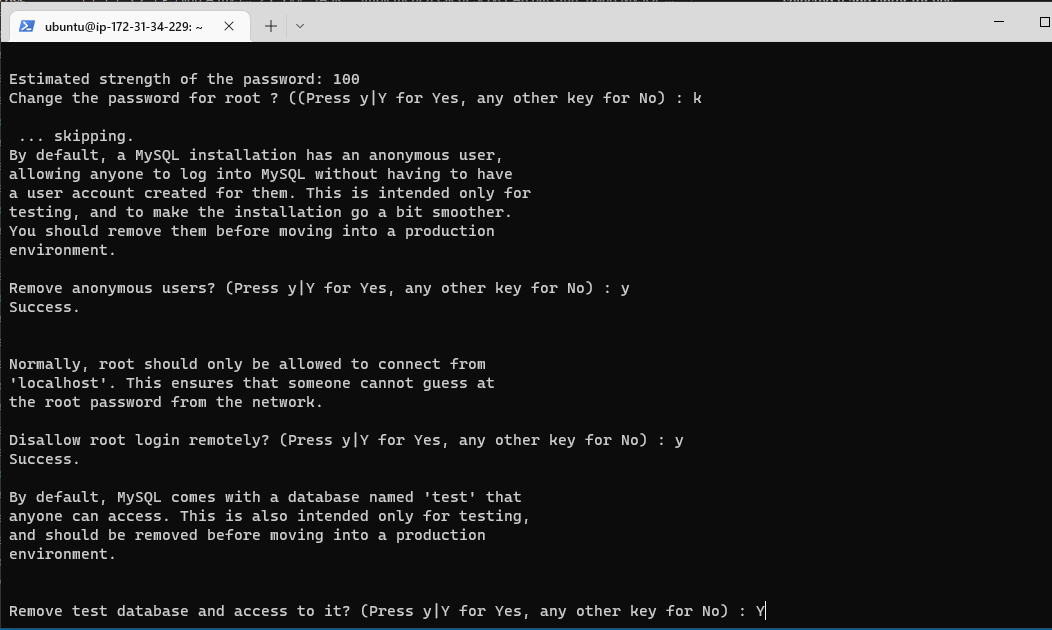 ubuntu@ip-172-31-34-229: ~
Estimated strength of the password: 100
Change the password for root ? ((Press y|Y for Yes, any other key for No) : k
... skipping.
By default, a MySQL installation has an anonymous user,
allowing anyone to log into MySQL without having to have
a user account created for them. This is intended only for
testing, and to make the installation go a bit smoother.
You should remove them before moving into a production
environment.
Remove anonymous users? (Press y|Y for Yes, any other key for No) : y
Success.
Normally, root should only be allowed to connect from
'localhost'. This ensures that someone cannot guess at
the root password from the network.
Disallow root login remotely? (Press y|Y for Yes, any other key for No) : y
Success.
By default, MySQL comes with a database named 'test' that
anyone can access. This is also intended only for testing,
and should be removed before moving into a production
environment.
Remove test database and access to it? (Press y|Y for Yes, any other key for No) : Y